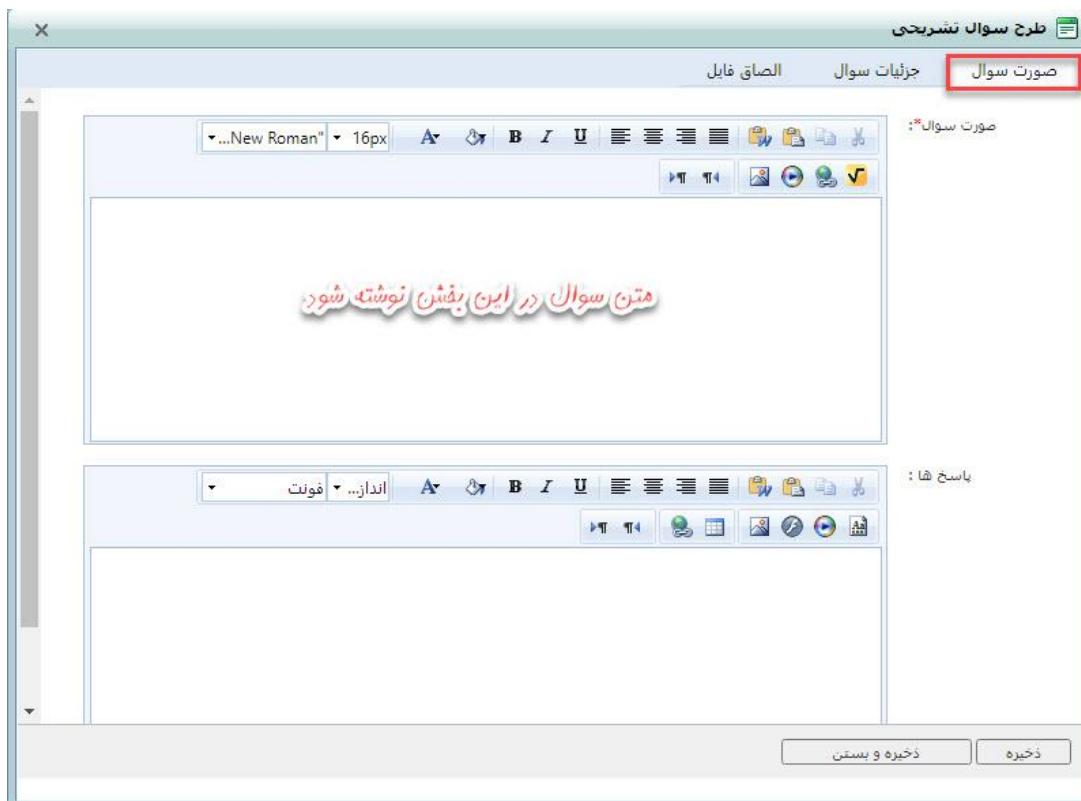 طرح سوال تشریحی
صورت سوال جزئیات سوال الصاق فایل
صورت سوال*:
New Roman"... 16px A B I U
متن سوال در این بخش نوشته شود
پاسخ ها :
فونت انداز... A B I U
ذخیره ذخیره و بستن